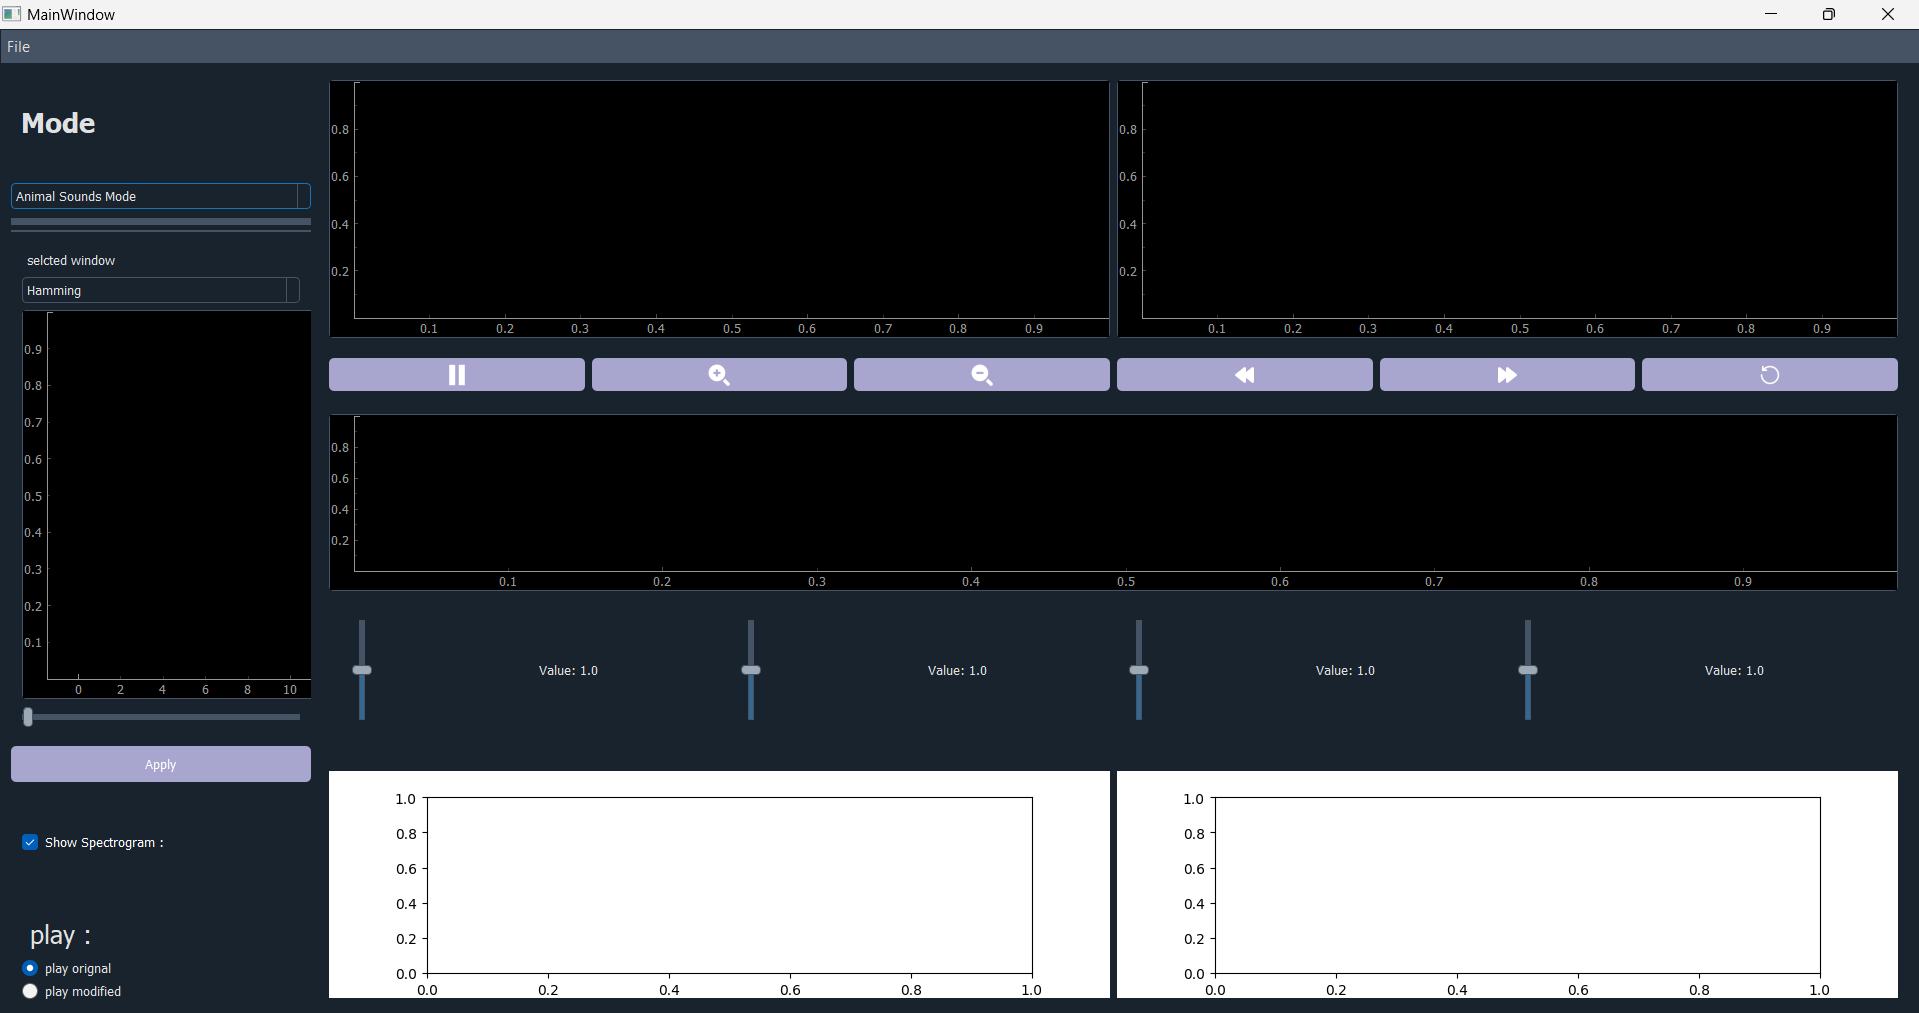 MainWindow
File
Mode
Animal Sounds Mode
selcted window
Hamming
0.9
0.8
0.7
0.6
0.5
0.4
0.3
0.2
0.1
0 2 4 6 8 10
Apply
Show Spectrogram :
play :
play orignal
play modified
0.8
0.6
0.4
0.2
0.1 0.2 0.3 0.4 0.5 0.6 0.7 0.8 0.9
0.8
0.6
0.4
0.2
0.1 0.2 0.3 0.4 0.5 0.6 0.7 0.8 0.9
0.8
0.6
0.4
0.2
0.1 0.2 0.3 0.4 0.5 0.6 0.7 0.8 0.9
Value: 1.0 Value: 1.0 Value: 1.0 Value: 1.0
1.0
0.8
0.6
0.4
0.2
0.0
0.0 0.2 0.4 0.6 0.8 1.0
1.0
0.8
0.6
0.4
0.2
0.0
0.0 0.2 0.4 0.6 0.8 1.0